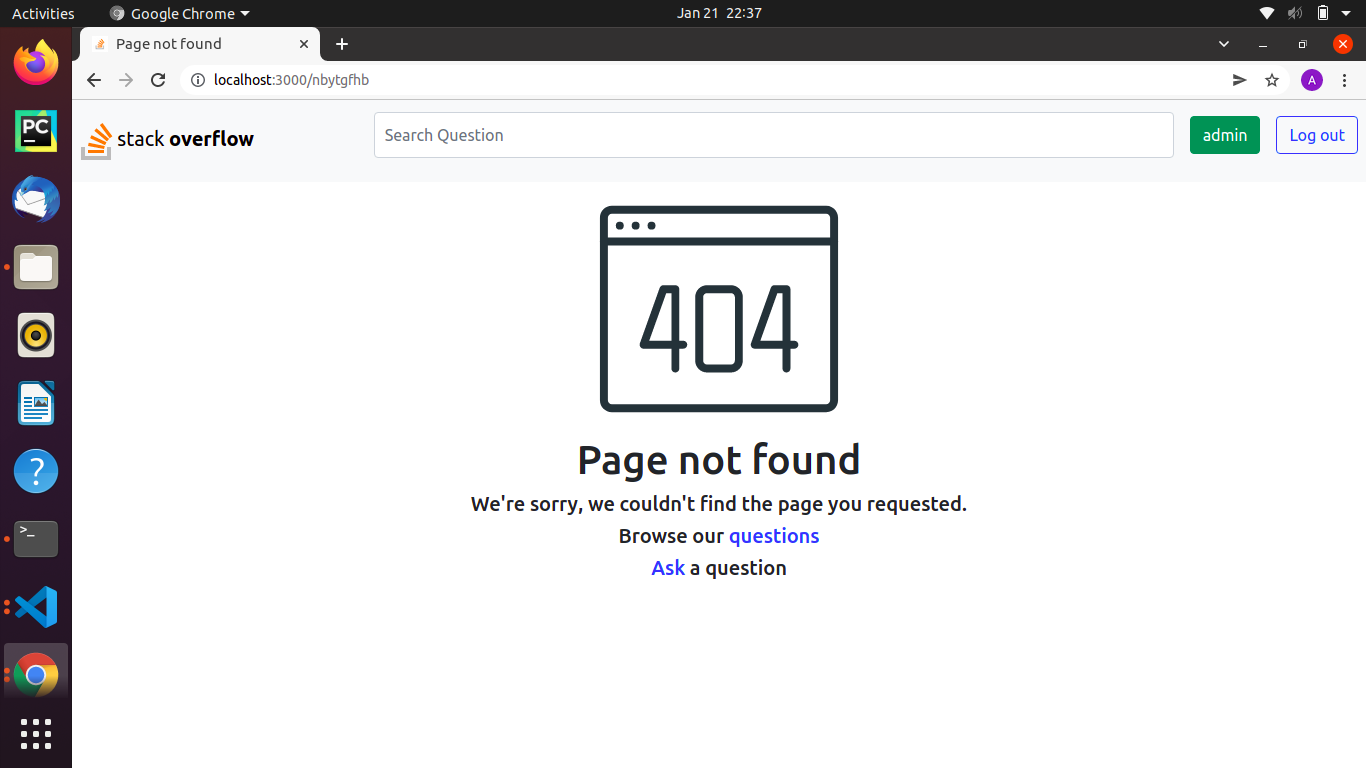 Activities
Google Chrome
Jan 21 22:37
Page not found
localhost:3000/nbytgfhb
A
PC
stack overflow
Search Question
admin
Log out
404
Page not found
We're sorry, we couldn't find the page you requested.
Browse our questions
Ask a question
?
>_